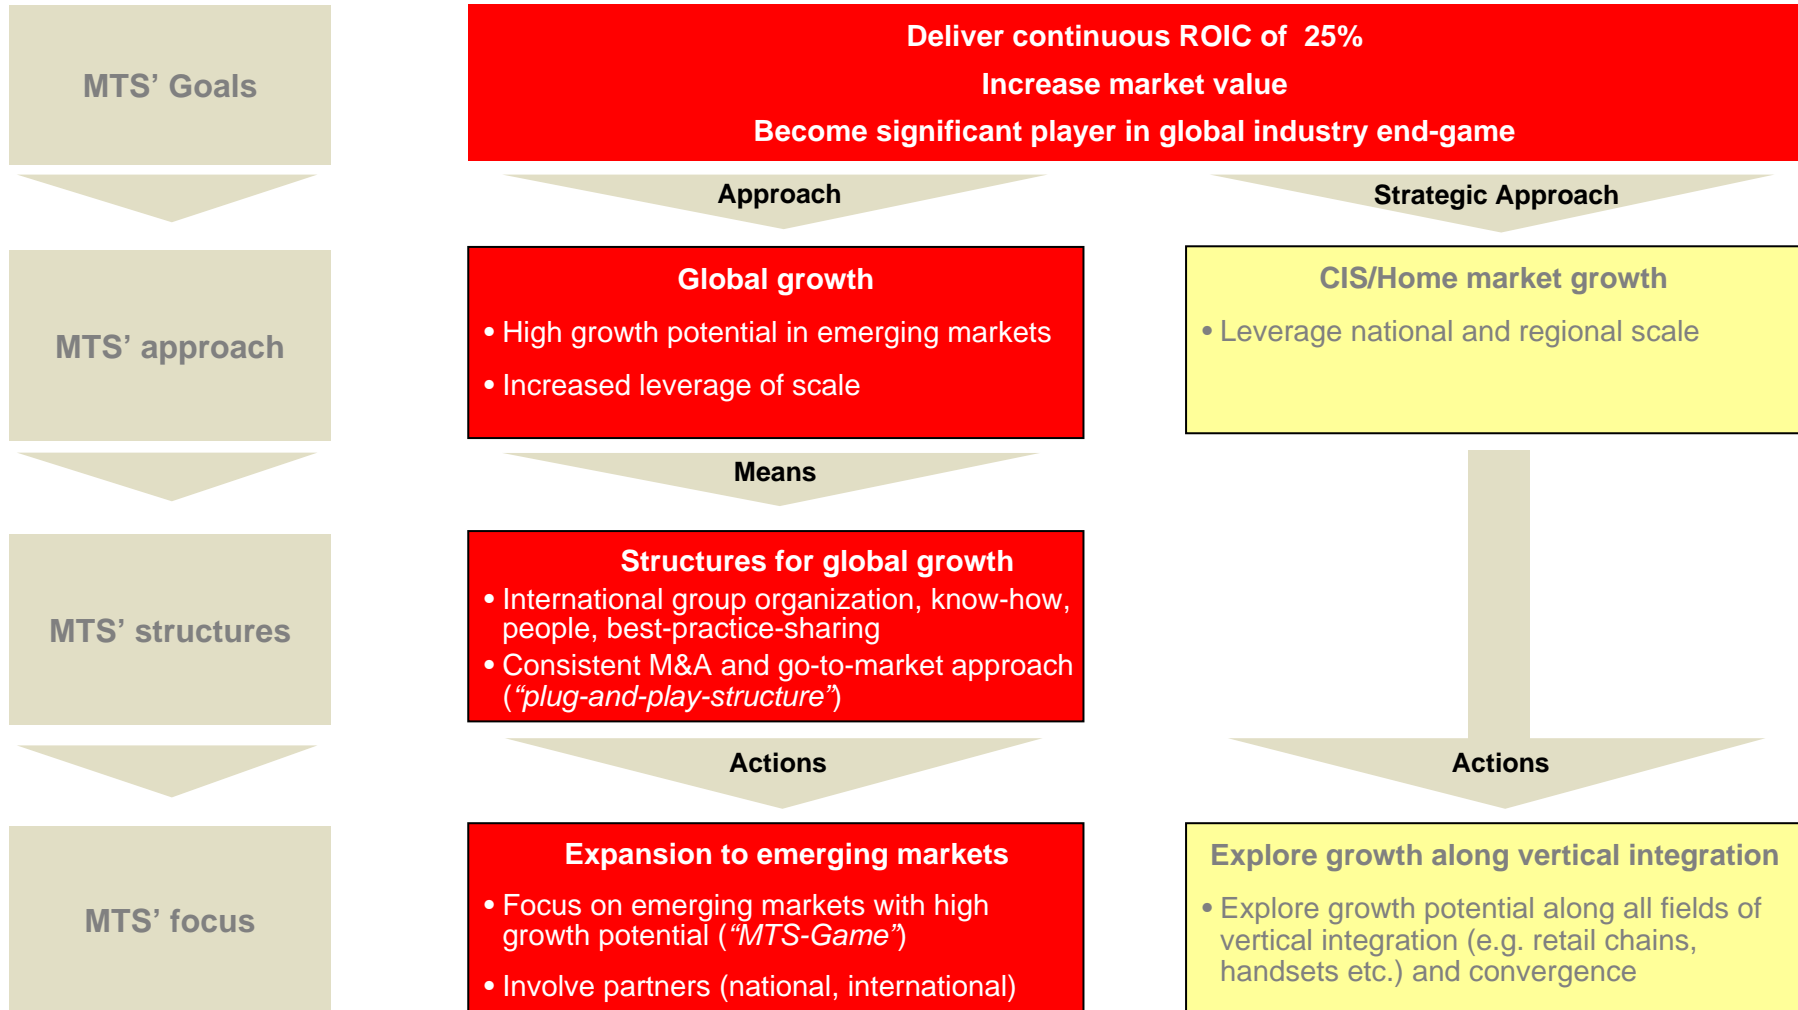 MTS’ Goals
Deliver continuous ROIC of 25%
Increase market value
Become significant player in global industry end-game
Approach
Strategic Approach
MTS’ approach
Global growth
• High growth potential in emerging markets
• Increased leverage of scale
CIS/Home market growth
• Leverage national and regional scale
Means
MTS’ structures
Structures for global growth
• International group organization, know-how,
people, best-practice-sharing
• Consistent M&A and go-to-market approach
(“plug-and-play-structure”)
Actions
Actions
MTS’ focus
Expansion to emerging markets
• Focus on emerging markets with high
growth potential (“MTS-Game”)
• Involve partners (national, international)
Explore growth along vertical integration
• Explore growth potential along all fields of
vertical integration (e.g. retail chains,
handsets etc.) and convergence